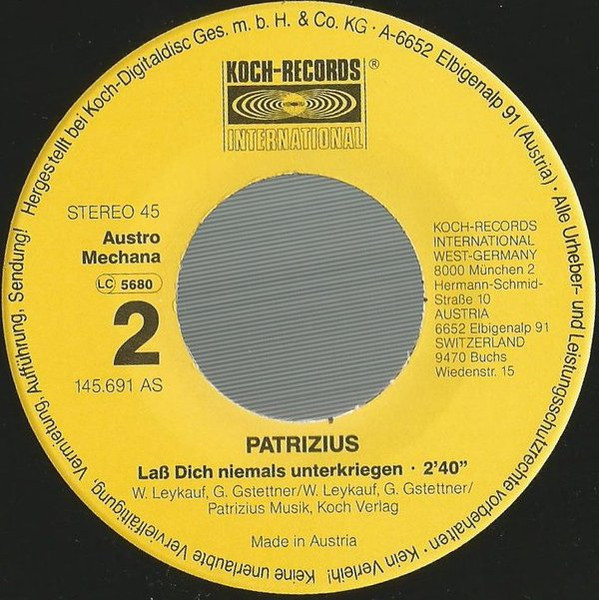 Hergestellt bei Koch-Digitaldisc Ges. m. b. H. & Co. KG · A-6652 Elbigenalp 91 (Austria) · Alle Urheber- und Leistungsschutzrechte vorbehalten · Kein Verleih! Keine unerlaubte Vervielfältigung, Vermietung, Aufführung, Sendung!
KOCH-RECORDS ®
INTERNATIONAL
STEREO 45
Austro
Mechana
LC 5680
2
145.691 AS
KOCH-RECORDS
INTERNATIONAL
WEST-GERMANY
8000 München 2
Hermann-Schmid-
Straße 10
AUSTRIA
6652 Elbigenalp 91
SWITZERLAND
9470 Buchs
Wiedenstr. 15
PATRIZIUS
Laß Dich niemals unterkriegen · 2'40”
W. Leykauf, G. Gstettner/W. Leykauf, G. Gstettner/
Patrizius Musik, Koch Verlag
Made in Austria